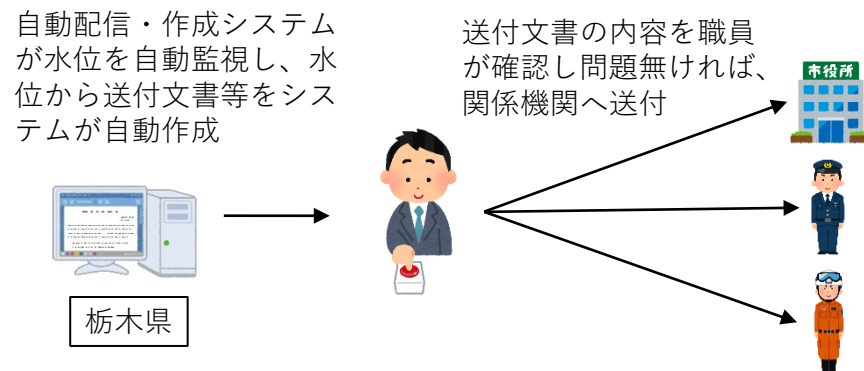 自動配信・作成システム
が水位を自動監視し、水
位から送付文書等をシス
テムが自動作成
送付文書の内容を職員
が確認し問題無ければ、
関係機関へ送付
市役所
栃木県